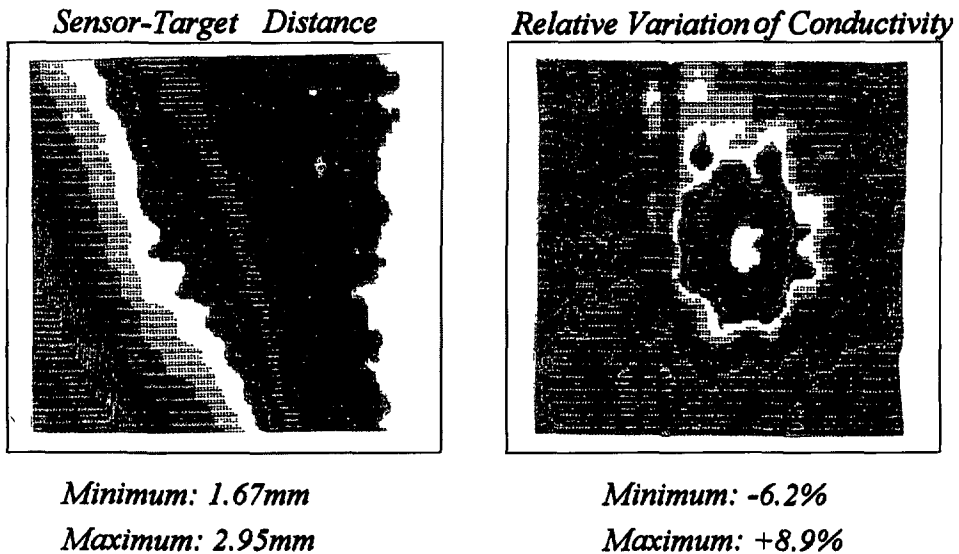 Sensor-Target Distance
Relative Variation of Conductivity
Minimum: 1.67mm
Maximum: 2.95mm
Minimum: -6.2%
Maximum: +8.9%